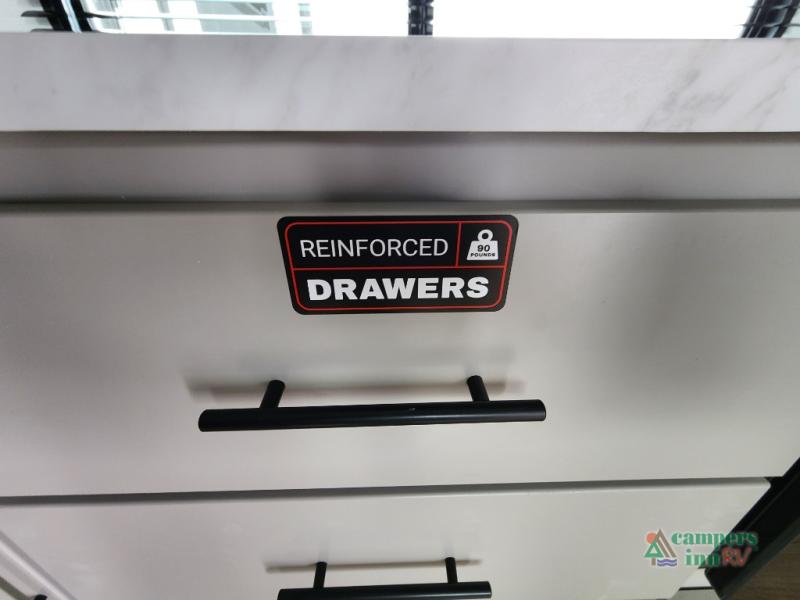 REINFORCED
90
POUNDS
DRAWERS
campers
inn RV